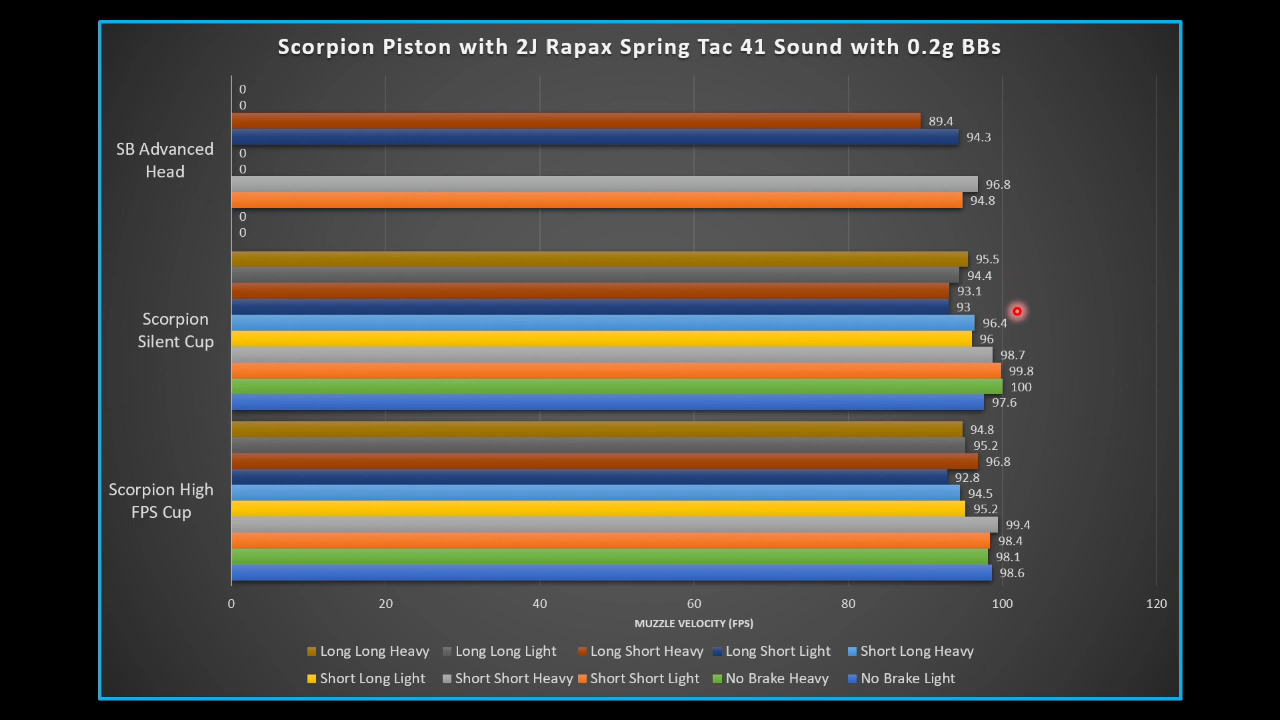 Scorpion Piston with 2J Rapax Spring Tac 41 Sound with 0.2g BBs
SB Advanced
Head
0
0
89.4
94.3
0
0
96.8
94.8
0
0
Scorpion
Silent Cup
95.5
94.4
93.1
93
96.4
96
98.7
99.8
100
97.6
Scorpion High
FPS Cup
94.8
95.2
96.8
92.8
94.5
95.2
99.4
98.4
98.1
98.6
0 20 40 60 80 100 120
MUZZLE VELOCITY (FPS)
Long Long Heavy Long Long Light Long Short Heavy Long Short Light Short Long Heavy
Short Long Light Short Short Heavy Short Short Light No Brake Heavy No Brake Light